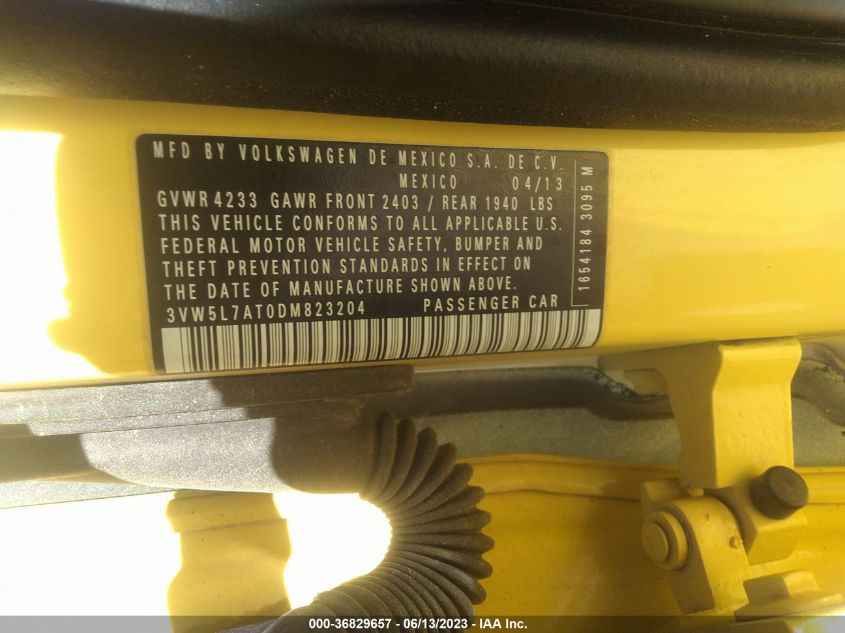 MFD BY VOLKSWAGEN DE MEXICO S.A. DE C.V.
MEXICO 04/13
GVWR 4233 GAWR FRONT 2403 / REAR 1940 LBS
THIS VEHICLE CONFORMS TO ALL APPLICABLE U.S.
FEDERAL MOTOR VEHICLE SAFETY, BUMPER AND
THEFT PREVENTION STANDARDS IN EFFECT ON
THE DATE OF MANUFACTURE SHOWN ABOVE.
3VW5L7AT0DM823204 PASSENGER CAR
1654184 3095 M
000-36829657 - 06/13/2023 - IAA Inc.